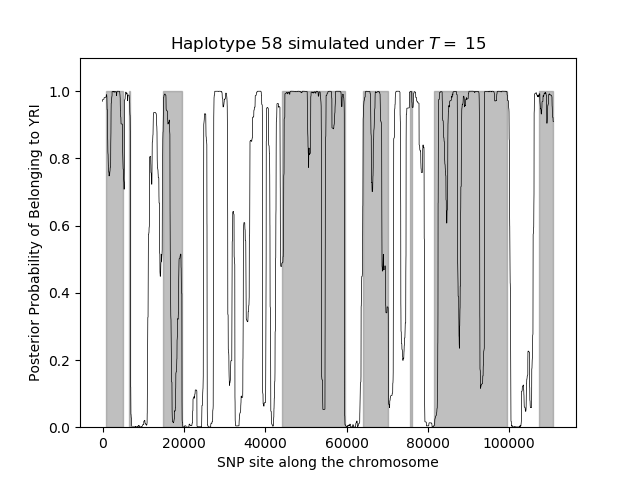 Haplotype 58 simulated under T = 15
Posterior Probability of Belonging to YRI
1.0
0.8
0.6
0.4
0.2
0.0
0 20000 40000 60000 80000 100000
SNP site along the chromosome